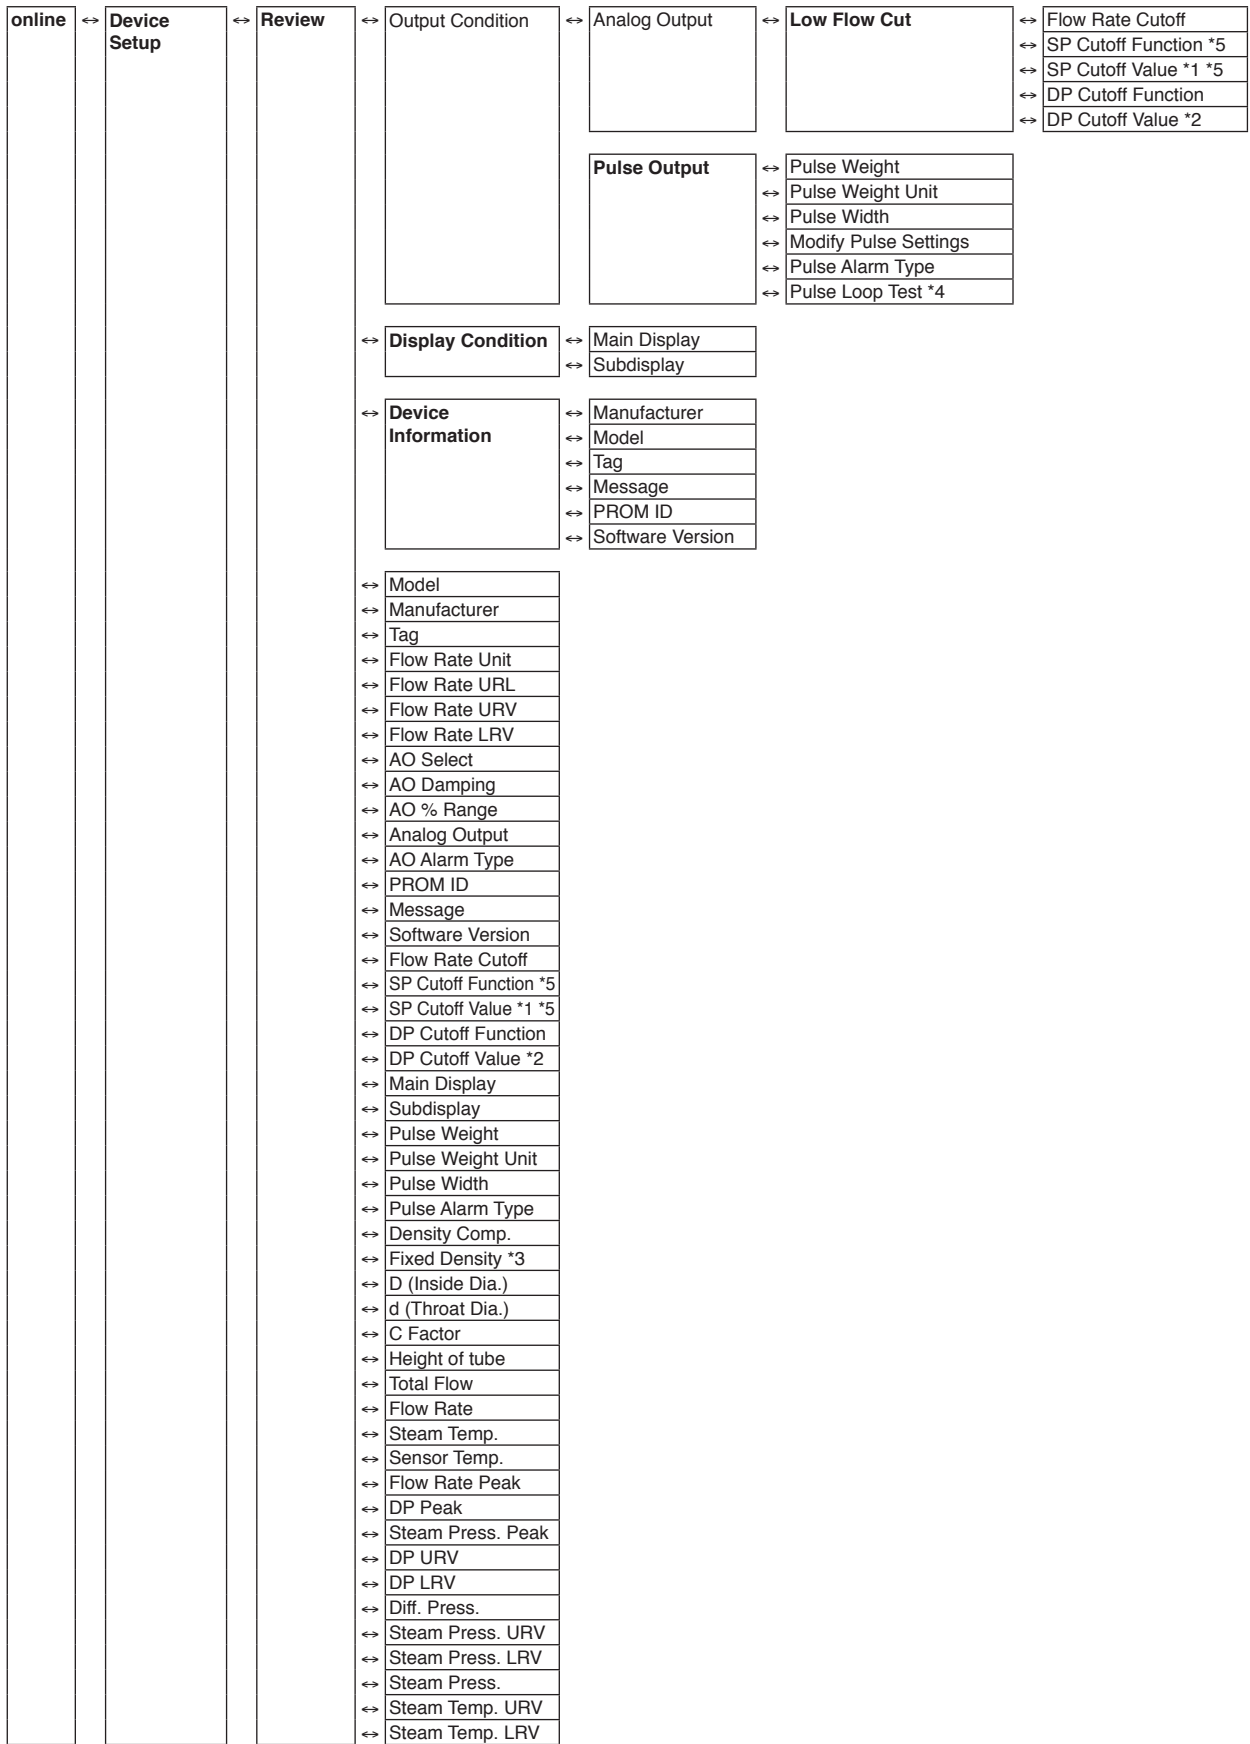 online ↔ Device Setup ↔ Review ↔ Output Condition ↔ Analog Output ↔ Low Flow Cut ↔ Flow Rate Cutoff
↔ SP Cutoff Function *5
↔ SP Cutoff Value *1 *5
↔ DP Cutoff Function
↔ DP Cutoff Value *2
Pulse Output ↔ Pulse Weight
↔ Pulse Weight Unit
↔ Pulse Width
↔ Modify Pulse Settings
↔ Pulse Alarm Type
↔ Pulse Loop Test *4
↔ Display Condition ↔ Main Display
↔ Subdisplay
↔ Device Information ↔ Manufacturer
↔ Model
↔ Tag
↔ Message
↔ PROM ID
↔ Software Version
↔ Model
↔ Manufacturer
↔ Tag
↔ Flow Rate Unit
↔ Flow Rate URL
↔ Flow Rate URV
↔ Flow Rate LRV
↔ AO Select
↔ AO Damping
↔ AO % Range
↔ Analog Output
↔ AO Alarm Type
↔ PROM ID
↔ Message
↔ Software Version
↔ Flow Rate Cutoff
↔ SP Cutoff Function *5
↔ SP Cutoff Value *1 *5
↔ DP Cutoff Function
↔ DP Cutoff Value *2
↔ Main Display
↔ Subdisplay
↔ Pulse Weight
↔ Pulse Weight Unit
↔ Pulse Width
↔ Pulse Alarm Type
↔ Density Comp.
↔ Fixed Density *3
↔ D (Inside Dia.)
↔ d (Throat Dia.)
↔ C Factor
↔ Height of tube
↔ Total Flow
↔ Flow Rate
↔ Steam Temp.
↔ Sensor Temp.
↔ Flow Rate Peak
↔ DP Peak
↔ Steam Press. Peak
↔ DP URV
↔ DP LRV
↔ Diff. Press.
↔ Steam Press. URV
↔ Steam Press. LRV
↔ Steam Press.
↔ Steam Temp. URV
↔ Steam Temp. LRV